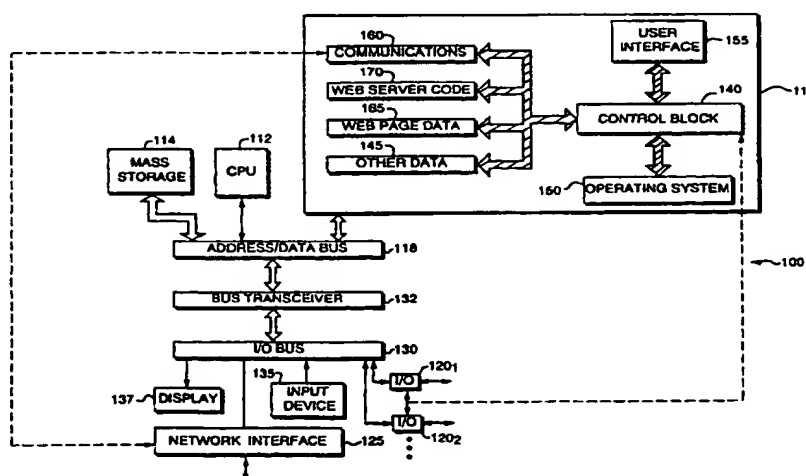 160
COMMUNICATIONS
170
WEB SERVER CODE
165
WEB PAGE DATA
145
OTHER DATA
USER
INTERFACE
155
140
CONTROL BLOCK
11
150
OPERATING SYSTEM
114
MASS
STORAGE
112
CPU
ADDRESS/DATA BUS
118
100
BUS TRANSCEIVER
132
I/O BUS
130
137
DISPLAY
135
INPUT
DEVICE
I/O
120₁
I/O
120₂
NETWORK INTERFACE
125